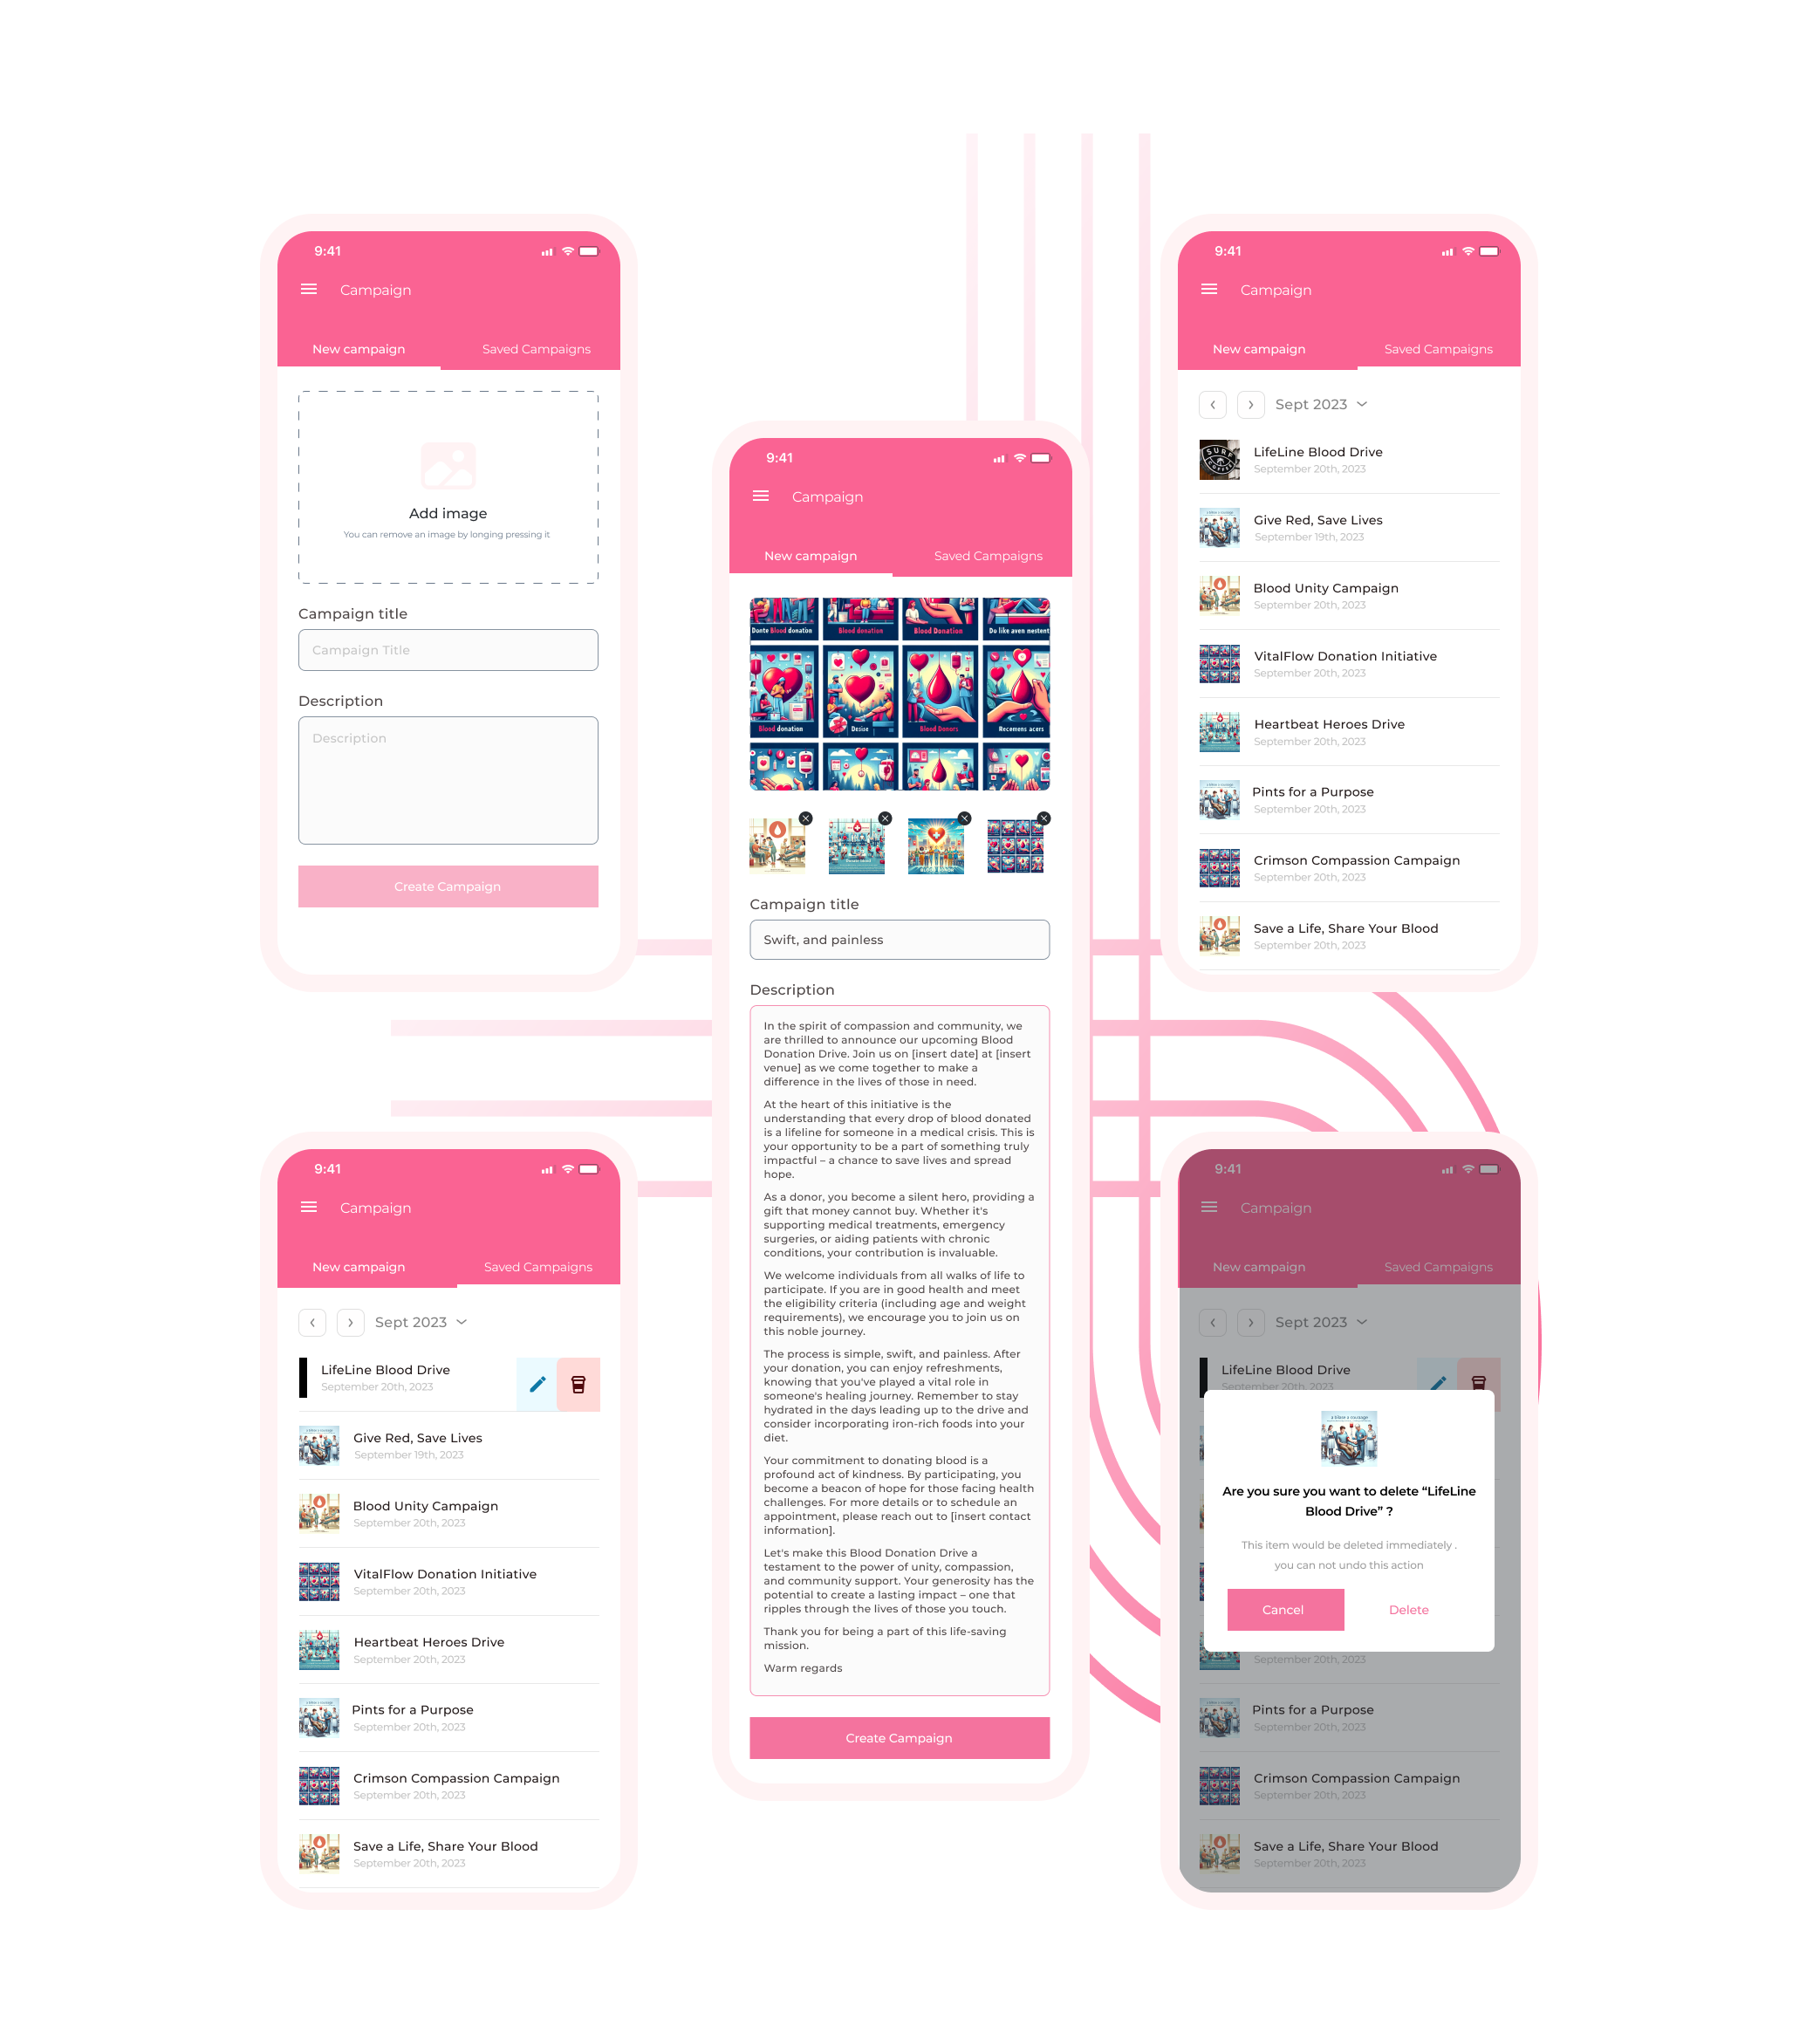 9:41
Campaign
New campaign
Saved Campaigns
Add image
You can remove an image by longing pressing it
Campaign title
Campaign Title
Description
Description
Create Campaign
9:41
Campaign
New campaign
Saved Campaigns
Donte Blood donation
Blood donation
Blood Donation
Do like aven nestent
Blood donation
Desise
Blood Donors
Recemens acers
Campaign title
Swift, and painless
Description
In the spirit of compassion and community, we
are thrilled to announce our upcoming Blood
Donation Drive. Join us on [insert date] at [insert
venue] as we come together to make a
difference in the lives of those in need.
At the heart of this initiative is the
understanding that every drop of blood donated
is a lifeline for someone in a medical crisis. This is
your opportunity to be a part of something truly
impactful – a chance to save lives and spread
hope.
As a donor, you become a silent hero, providing a
gift that money cannot buy. Whether it's
supporting medical treatments, emergency
surgeries, or aiding patients with chronic
conditions, your contribution is invaluable.
We welcome individuals from all walks of life to
participate. If you are in good health and meet
the eligibility criteria (including age and weight
requirements), we encourage you to join us on
this noble journey.
The process is simple, swift, and painless. After
your donation, you can enjoy refreshments,
knowing that you've played a vital role in
someone's healing journey. Remember to stay
hydrated in the days leading up to the drive and
consider incorporating iron-rich foods into your
diet.
Your commitment to donating blood is a
profound act of kindness. By participating, you
become a beacon of hope for those facing health
challenges. For more details or to schedule an
appointment, please reach out to [insert contact
information].
Let's make this Blood Donation Drive a
testament to the power of unity, compassion,
and community support. Your generosity has the
potential to create a lasting impact – one that
ripples through the lives of those you touch.
Thank you for being a part of this life-saving
mission.
Warm regards
Create Campaign
9:41
Campaign
New campaign
Saved Campaigns
Sept 2023
SURF
COFFEE
LifeLine Blood Drive
September 20th, 2023
Give Red, Save Lives
September 19th, 2023
Blood Unity Campaign
September 20th, 2023
VitalFlow Donation Initiative
September 20th, 2023
Heartbeat Heroes Drive
September 20th, 2023
Pints for a Purpose
September 20th, 2023
Crimson Compassion Campaign
September 20th, 2023
Save a Life, Share Your Blood
September 20th, 2023
9:41
Campaign
New campaign
Saved Campaigns
Sept 2023
LifeLine Blood Drive
September 20th, 2023
Give Red, Save Lives
September 19th, 2023
Blood Unity Campaign
September 20th, 2023
VitalFlow Donation Initiative
September 20th, 2023
Heartbeat Heroes Drive
September 20th, 2023
Pints for a Purpose
September 20th, 2023
Crimson Compassion Campaign
September 20th, 2023
Save a Life, Share Your Blood
September 20th, 2023
9:41
Campaign
New campaign
Saved Campaigns
Sept 2023
LifeLine Blood Drive
September 20th, 2023
Are you sure you want to delete “LifeLine
Blood Drive” ?
This item would be deleted immediately .
you can not undo this action
Cancel
Delete
September 20th, 2023
Pints for a Purpose
September 20th, 2023
Crimson Compassion Campaign
September 20th, 2023
Save a Life, Share Your Blood
September 20th, 2023